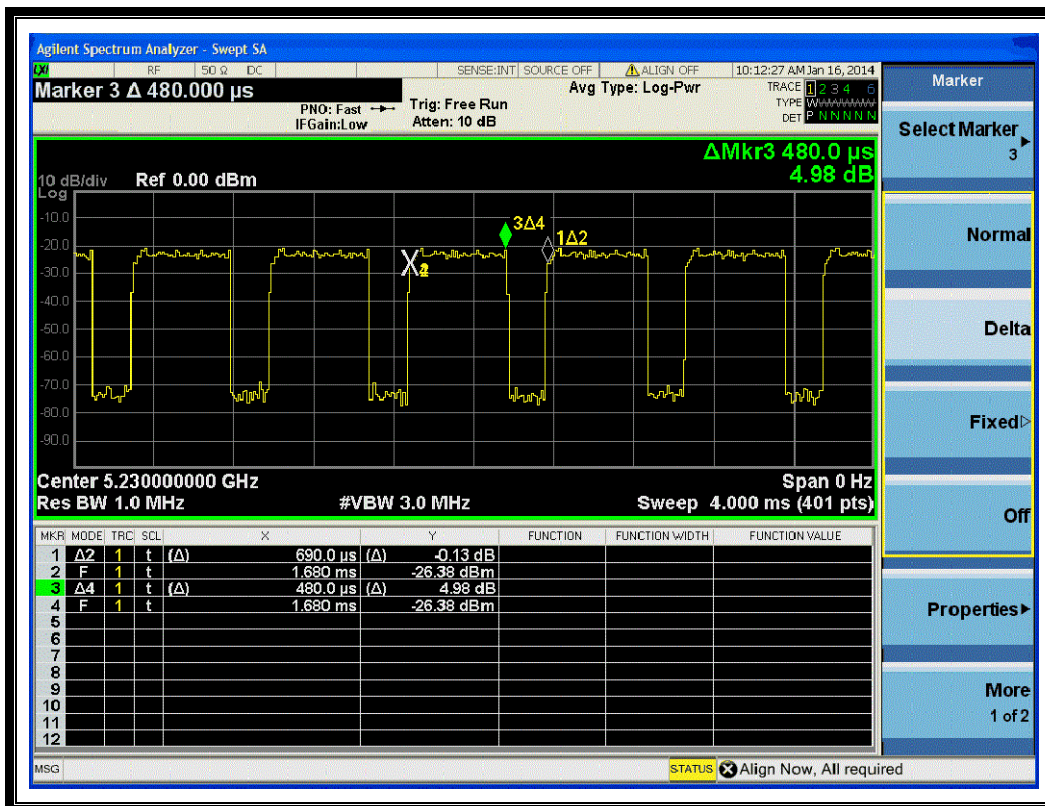 Agilent Spectrum Analyzer - Swept SA
LXI RF 50 Ω DC SENSE:INT SOURCE OFF ALIGN OFF 10:12:27 AM Jan 16, 2014
Marker 3 Δ 480.000 µs
PNO: Fast
IFGain:Low
Trig: Free Run
Atten: 10 dB
Avg Type: Log-Pwr
TRACE 1 2 3 4 6
TYPE W
DET P N N N N N
ΔMkr3 480.0 µs
4.98 dB
10 dB/div Ref 0.00 dBm
Log
-10.0
-20.0
-30.0
-40.0
-50.0
-60.0
-70.0
-80.0
-90.0
3Δ4
1Δ2
X
Center 5.230000000 GHz Span 0 Hz
Res BW 1.0 MHz #VBW 3.0 MHz Sweep 4.000 ms (401 pts)
MKR MODE TRC SCL X Y FUNCTION FUNCTION WIDTH FUNCTION VALUE
1 Δ2 1 t (Δ) 690.0 µs (Δ) -0.13 dB
2 F 1 t 1.680 ms -26.38 dBm
3 Δ4 1 t (Δ) 480.0 µs (Δ) 4.98 dB
4 F 1 t 1.680 ms -26.38 dBm
5
6
7
8
9
10
11
12
MSG STATUS Align Now, All required
Marker
Select Marker
3
Normal
Delta
Fixed
Off
Properties
More
1 of 2